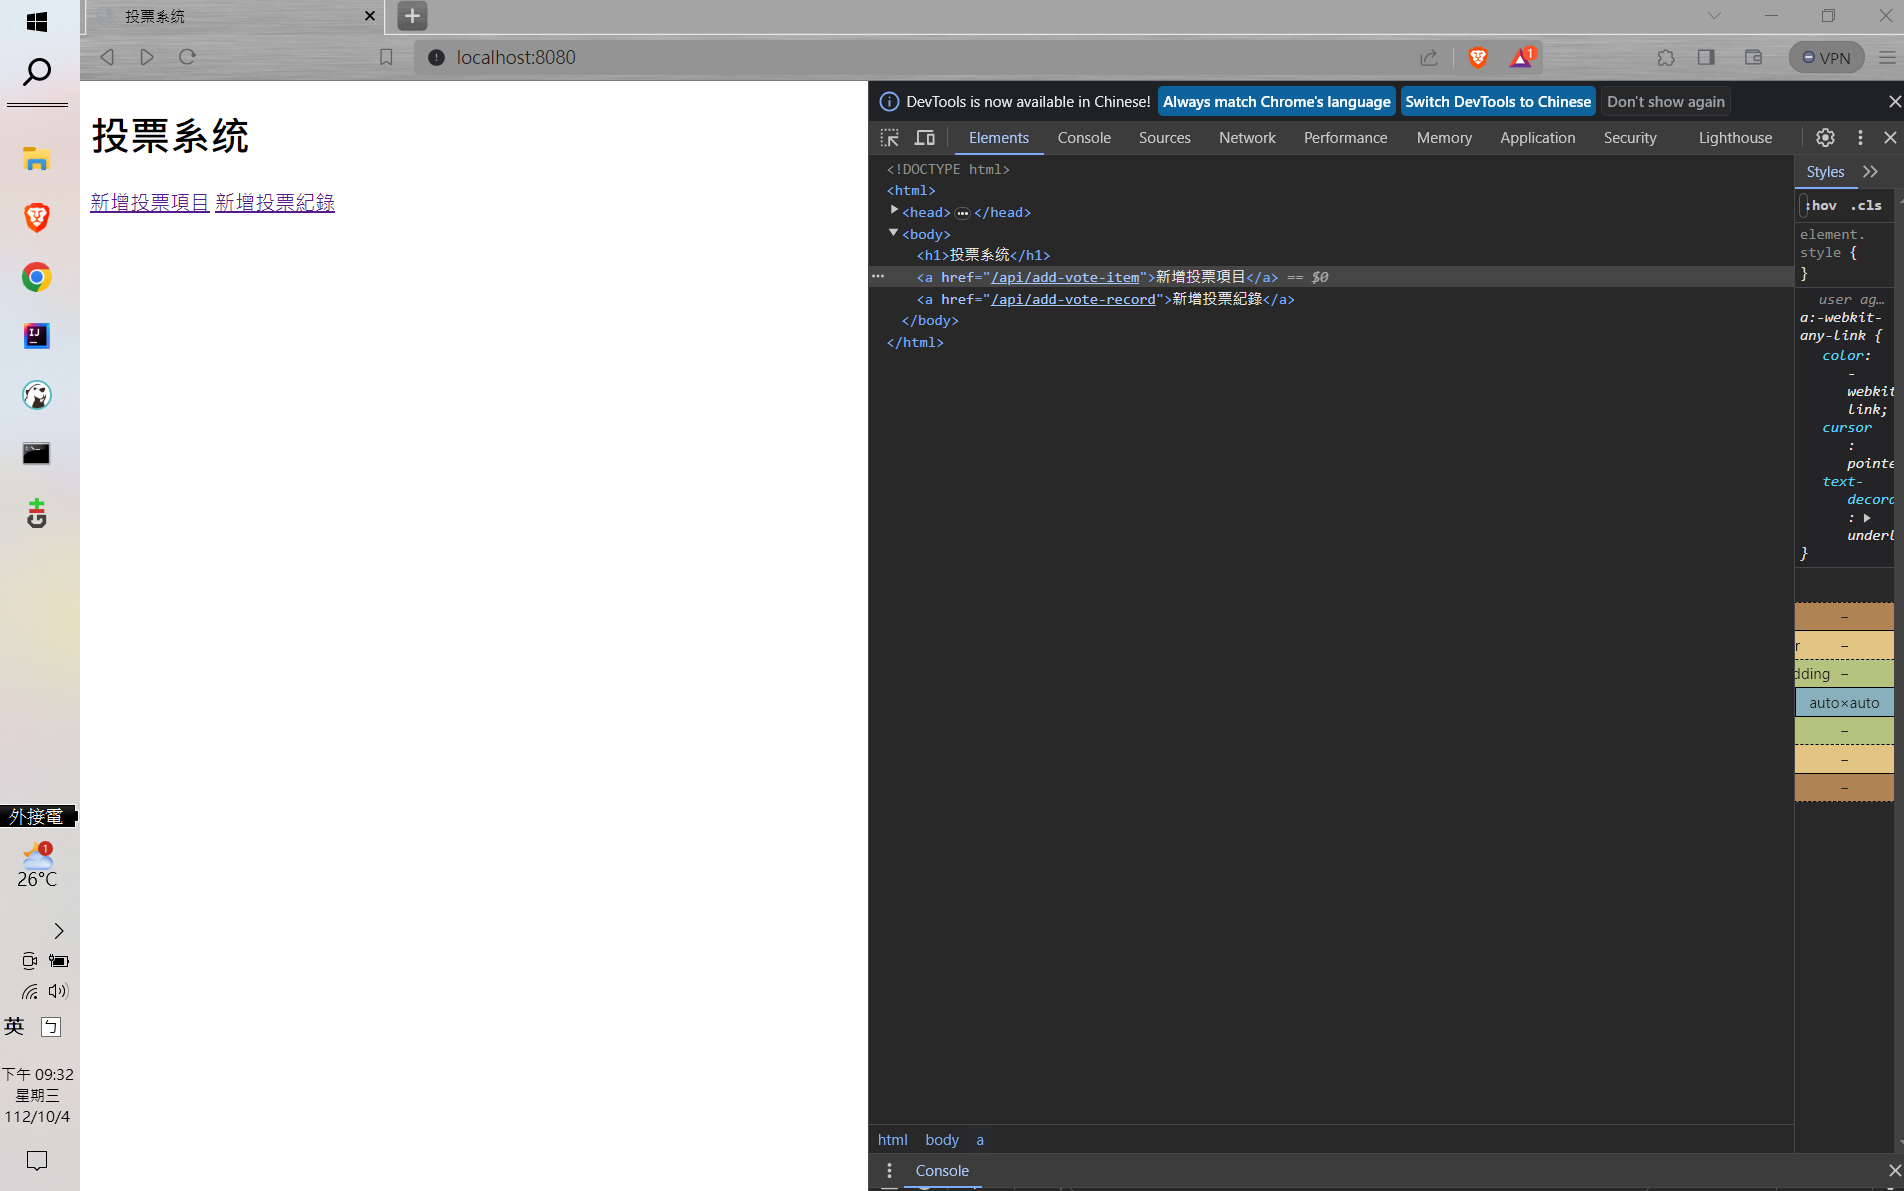 投票系統
localhost:8080
1
VPN
投票系统
新增投票項目 新增投票紀錄
DevTools is now available in Chinese! Always match Chrome's language Switch DevTools to Chinese Don't show again
Elements Console Sources Network Performance Memory Application Security Lighthouse
<!DOCTYPE html>
<html>
<head> </head>
<body>
<h1>投票系统</h1>
<a href="/api/add-vote-item">新增投票項目</a> == $0
<a href="/api/add-vote-record">新增投票紀錄</a>
</body>
</html>
Styles
:hov .cls
element.
style {
}
user ag…
a:-webkit-
any-link {
color:
-
webkit
link;
cursor
:
pointe
text-
decora
:
underl
}
–
r –
dding –
auto×auto
–
–
–
html body a
Console
外接電
1
26°C
英 ㄅ
下午 09:32
星期三
112/10/4